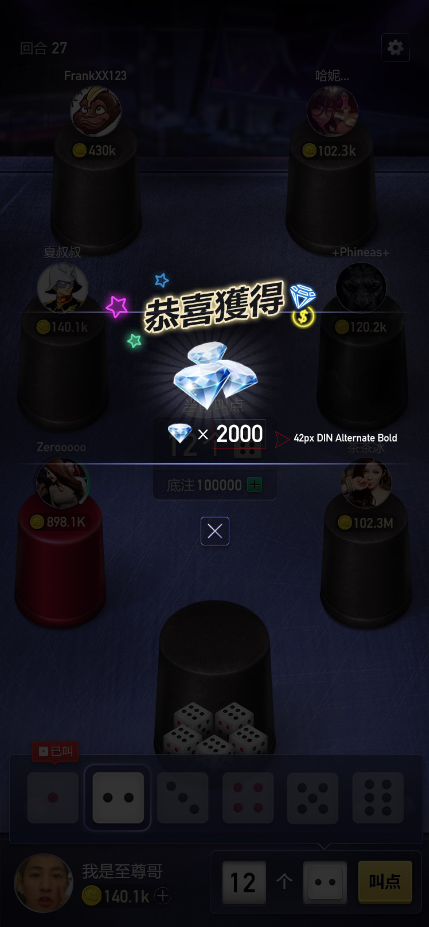 回合 27
FrankXX123
哈妮...
430k
102.3k
夏叔叔
+Phineas+
140.1k
120.2k
恭喜獲得
× 2000
42px DIN Alternate Bold
Zerooooo
底注 100000 +
898.1K
102.3M
已叫
我是至尊哥
140.1k
12 个
叫点